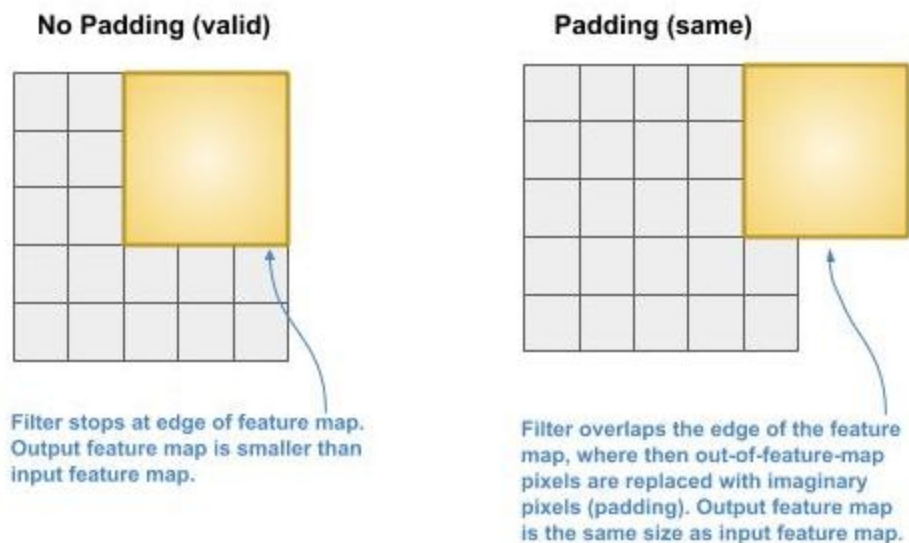 No Padding (valid)
Padding (same)
Filter stops at edge of feature map.
Output feature map is smaller than
input feature map.
Filter overlaps the edge of the feature
map, where then out-of-feature-map
pixels are replaced with imaginary
pixels (padding). Output feature map
is the same size as input feature map.